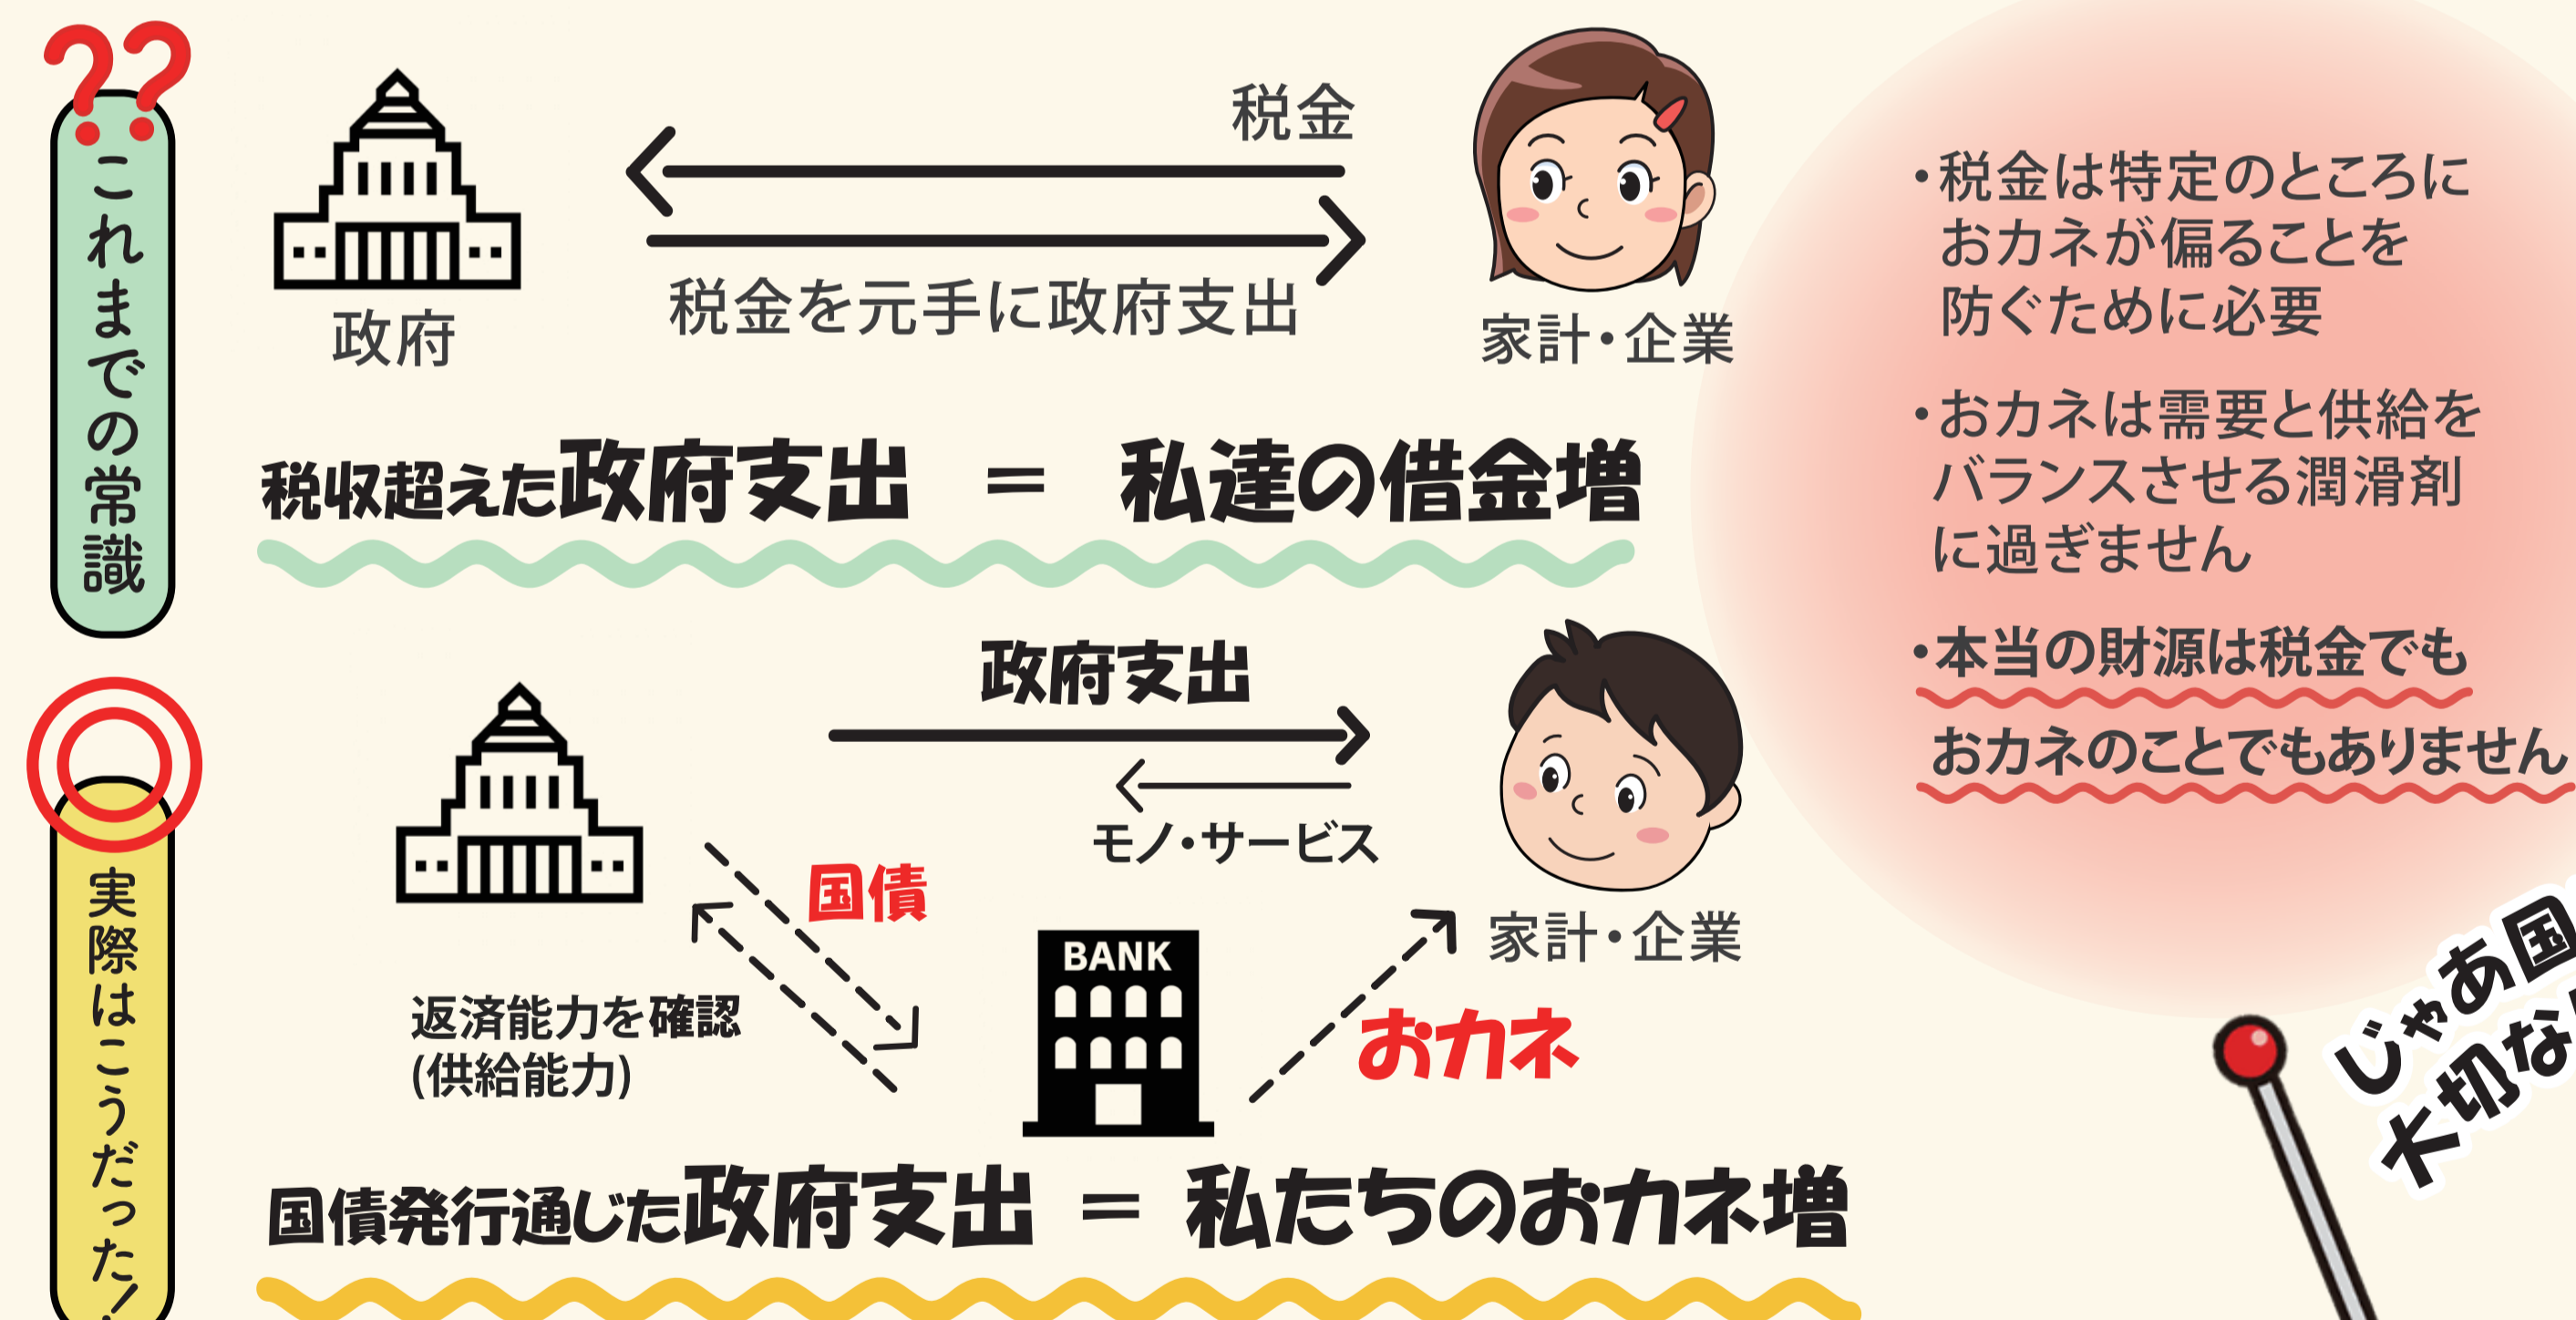 ??
これまでの常識
税金
政府
税金を元手に政府支出
家計・企業
税収超えた政府支出 = 私達の借金増
・税金は特定のところに
おカネが偏ることを
防ぐために必要
・おカネは需要と供給を
バランスさせる潤滑剤
に過ぎません
・本当の財源は税金でも
おカネのことでもありません
実際はこうだった!
政府支出
モノ・サービス
国債
家計・企業
返済能力を確認
(供給能力)
BANK
おカネ
国債発行通じた政府支出 = 私たちのおカネ増
じゃあ国
大切な